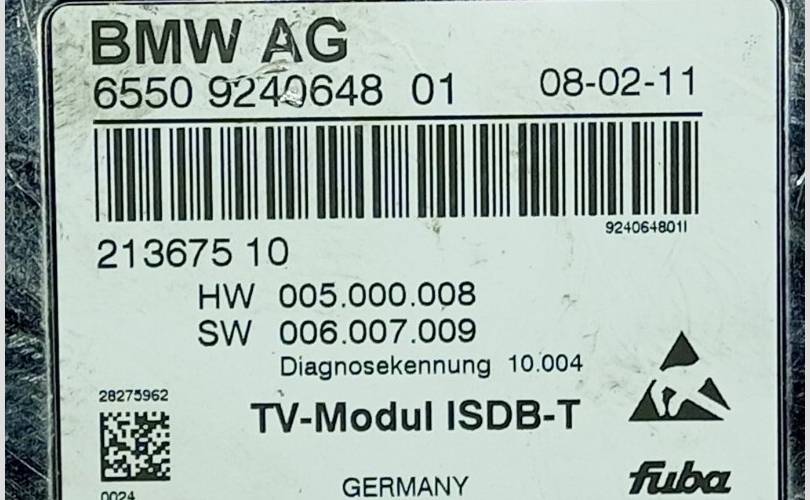 BMW AG
6550 9240648 01 08-02-11
924064801I
213675 10
HW 005.000.008
SW 006.007.009
Diagnosekennung 10.004
28275962
TV-Modul ISDB-T
0024
GERMANY
fuba